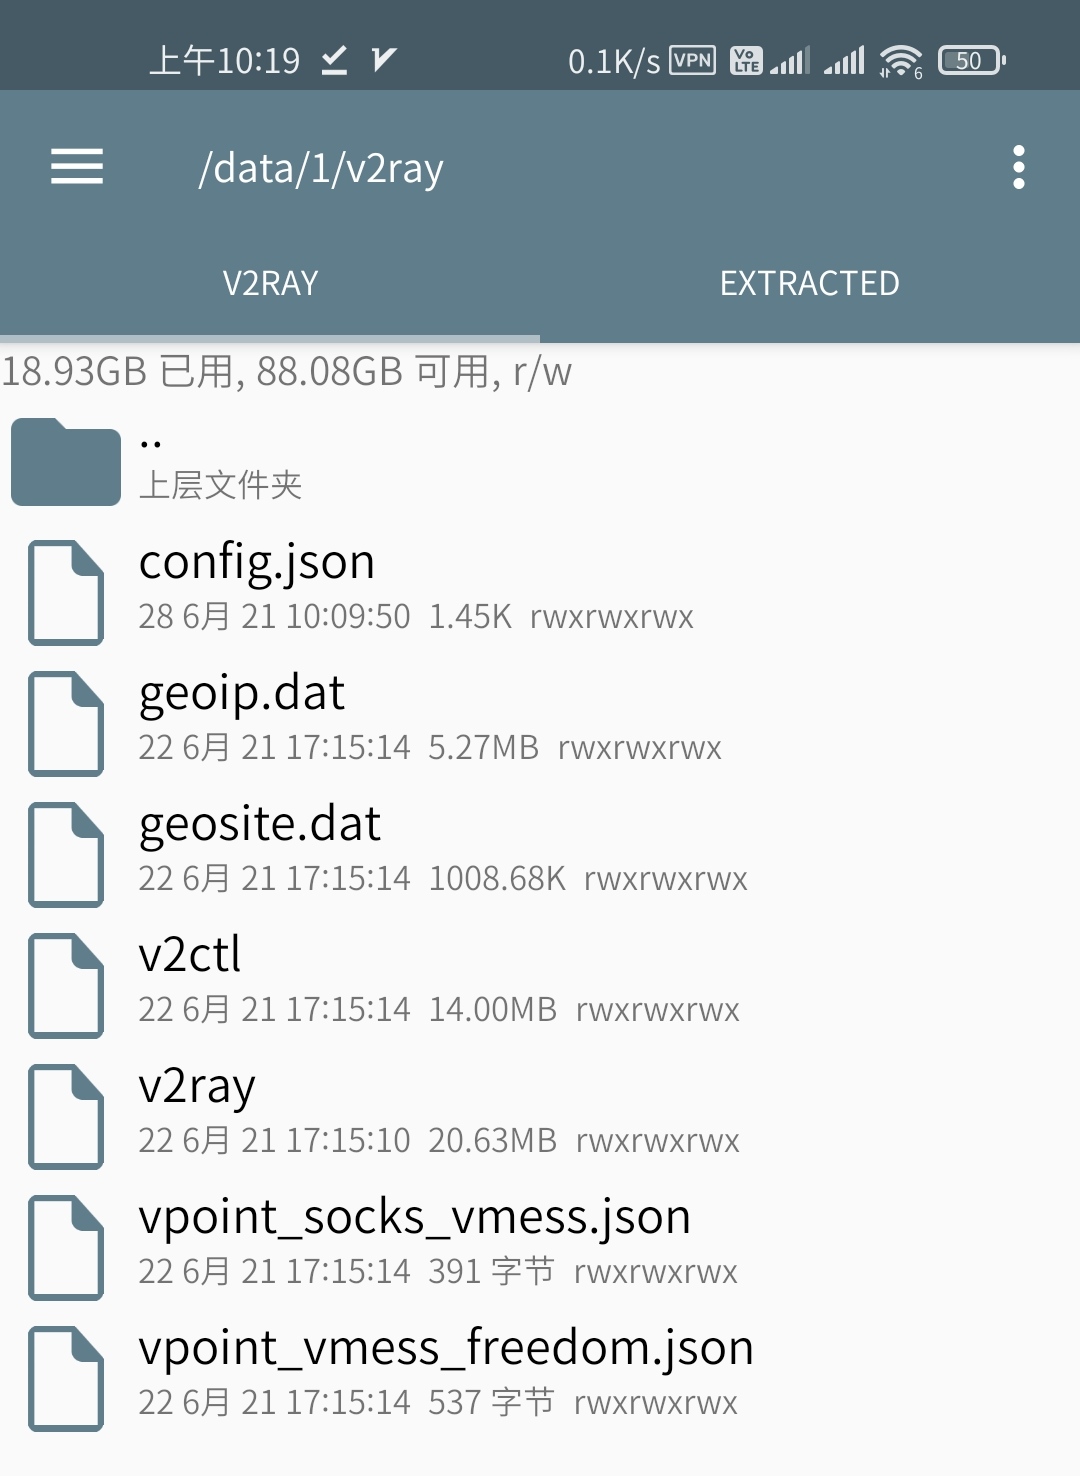 上午10:19 0.1K/s VPN Vo LTE 6 50
/data/1/v2ray
V2RAY EXTRACTED
18.93GB 已用, 88.08GB 可用, r/w
..
上层文件夹
config.json
28 6月 21 10:09:50 1.45K rwxrwxrwx
geoip.dat
22 6月 21 17:15:14 5.27MB rwxrwxrwx
geosite.dat
22 6月 21 17:15:14 1008.68K rwxrwxrwx
v2ctl
22 6月 21 17:15:14 14.00MB rwxrwxrwx
v2ray
22 6月 21 17:15:10 20.63MB rwxrwxrwx
vpoint_socks_vmess.json
22 6月 21 17:15:14 391 字节 rwxrwxrwx
vpoint_vmess_freedom.json
22 6月 21 17:15:14 537 字节 rwxrwxrwx